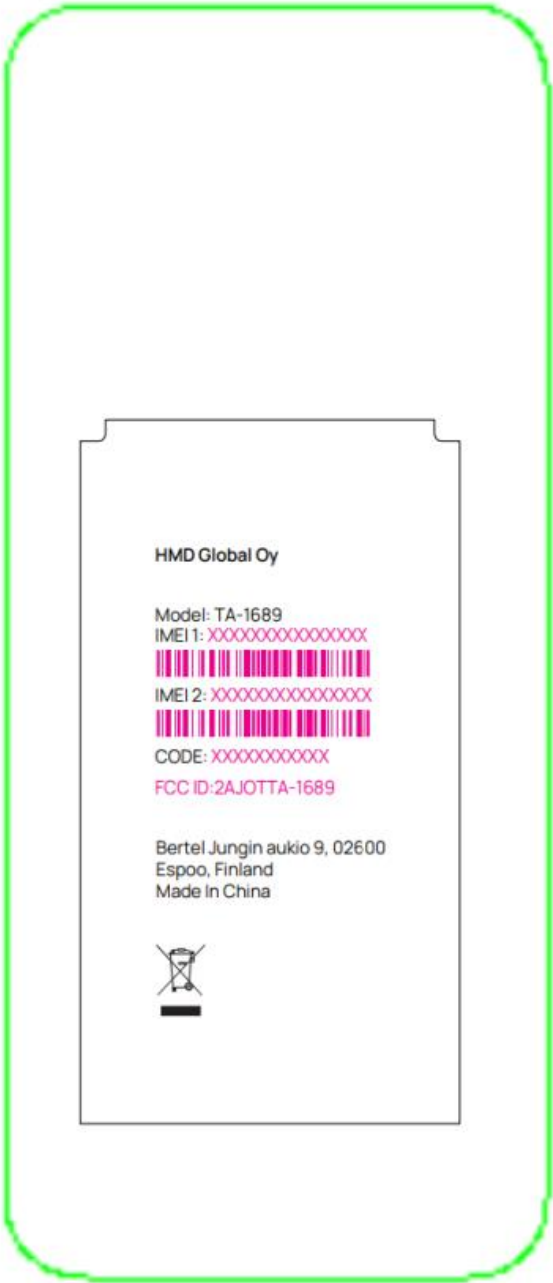 HMD Global Oy
Model: TA-1689
IMEI 1: XXXXXXXXXXXXXXX
IMEI 2: XXXXXXXXXXXXXXX
CODE: XXXXXXXXXXX
FCC ID:2AJOTTA-1689
Bertel Jungin aukio 9, 02600
Espoo, Finland
Made In China